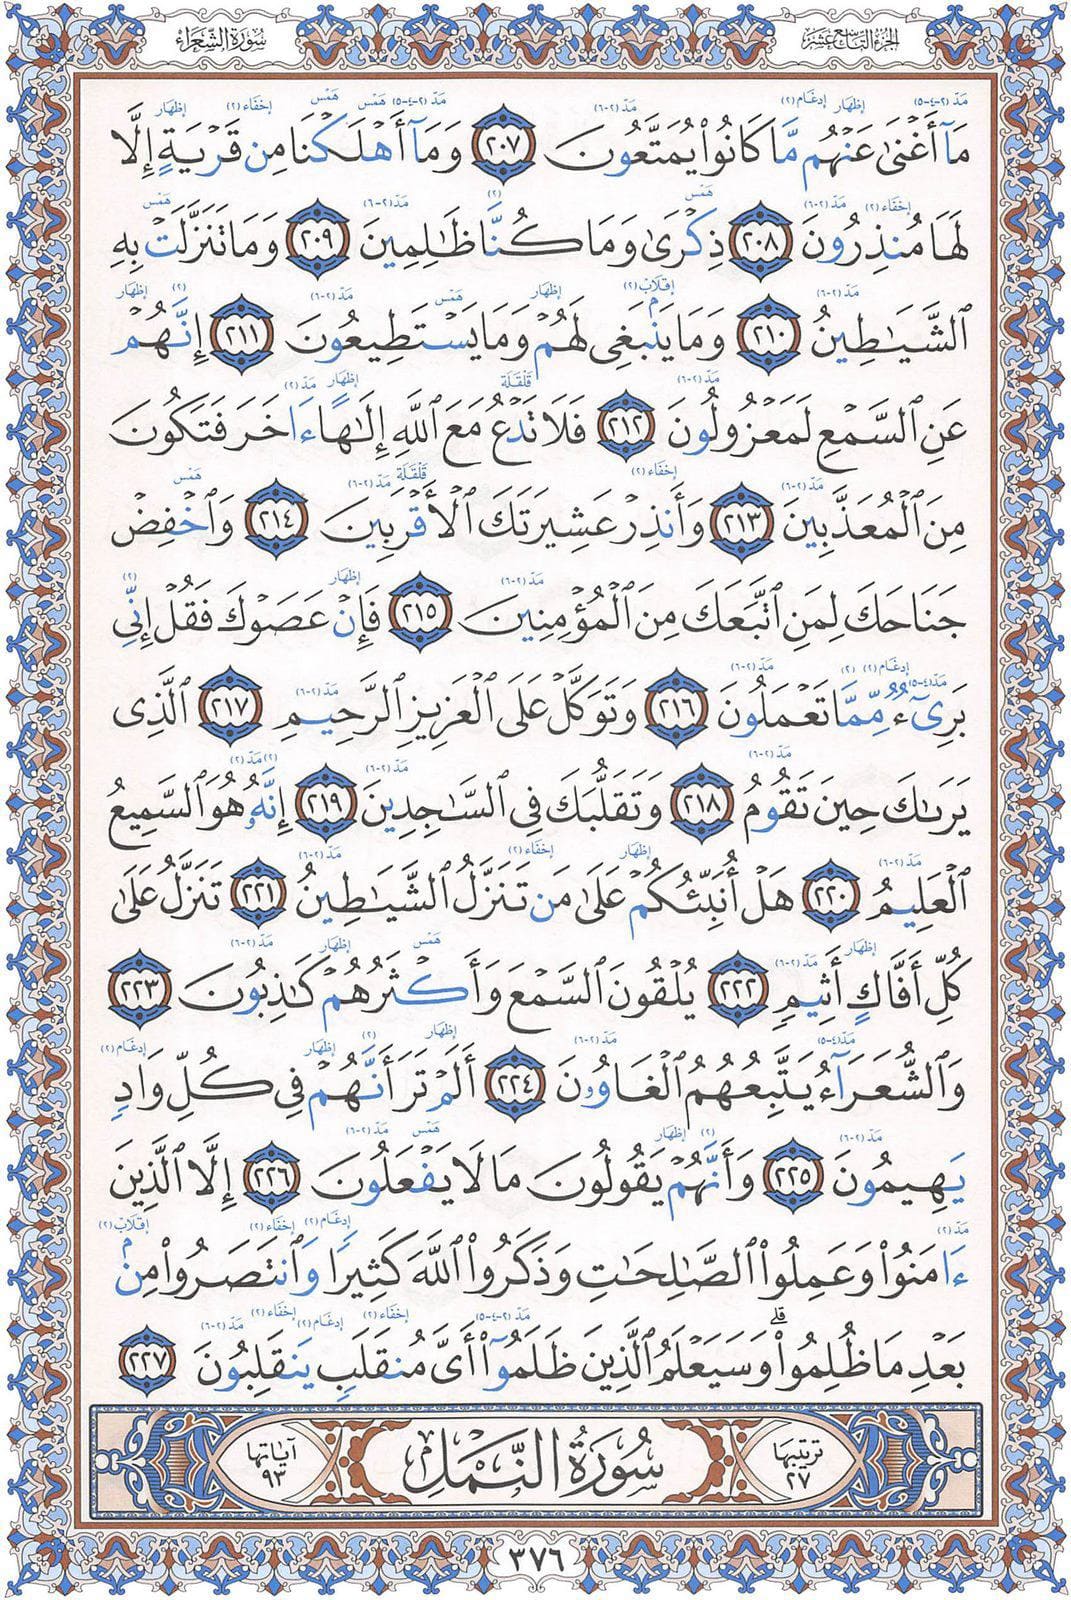 الجزء التاسع عشر
سورة الشعراء
مَآ أَغْنَىٰ عَنْهُم مَّا كَانُوا۟ يُمَتَّعُونَ ٢٠٧ وَمَآ أَهْلَكْنَا مِن قَرْيَةٍ إِلَّا
لَهَا مُنذِرُونَ ٢٠٨ ذِكْرَىٰ وَمَا كُنَّا ظَٰلِمِينَ ٢٠٩ وَمَا تَنَزَّلَتْ بِهِ
ٱلشَّيَٰطِينُ ٢١٠ وَمَا يَنۢبَغِى لَهُمْ وَمَا يَسْتَطِيعُونَ ٢١١ إِنَّهُمْ
عَنِ ٱلسَّمْعِ لَمَعْزُولُونَ ٢١٢ فَلَا تَدْعُ مَعَ ٱللَّهِ إِلَٰهًا ءَاخَرَ فَتَكُونَ
مِنَ ٱلْمُعَذَّبِينَ ٢١٣ وَأَنذِرْ عَشِيرَتَكَ ٱلْأَقْرَبِينَ ٢١٤ وَٱخْفِضْ
جَنَاحَكَ لِمَنِ ٱتَّبَعَكَ مِنَ ٱلْمُؤْمِنِينَ ٢١٥ فَإِنْ عَصَوْكَ فَقُلْ إِنِّى
بَرِىٓءٌ مِّمَّا تَعْمَلُونَ ٢١٦ وَتَوَكَّلْ عَلَى ٱلْعَزِيزِ ٱلرَّحِيمِ ٢١٧ ٱلَّذِى
يَرَىٰكَ حِينَ تَقُومُ ٢١٨ وَتَقَلُّبَكَ فِى ٱلسَّٰجِدِينَ ٢١٩ إِنَّهُۥ هُوَ ٱلسَّمِيعُ
ٱلْعَلِيمُ ٢٢٠ هَلْ أُنَبِّئُكُمْ عَلَىٰ مَن تَنَزَّلُ ٱلشَّيَٰطِينُ ٢٢١ تَنَزَّلُ عَلَىٰ
كُلِّ أَفَّاكٍ أَثِيمٍ ٢٢٢ يُلْقُونَ ٱلسَّمْعَ وَأَكْثَرُهُمْ كَٰذِبُونَ ٢٢٣
وَٱلشُّعَرَآءُ يَتَّبِعُهُمُ ٱلْغَاوُۥنَ ٢٢٤ أَلَمْ تَرَ أَنَّهُمْ فِى كُلِّ وَادٍ
يَهِيمُونَ ٢٢٥ وَأَنَّهُمْ يَقُولُونَ مَا لَا يَفْعَلُونَ ٢٢٦ إِلَّا ٱلَّذِينَ
ءَامَنُوا۟ وَعَمِلُوا۟ ٱلصَّٰلِحَٰتِ وَذَكَرُوا۟ ٱللَّهَ كَثِيرًا وَٱنتَصَرُوا۟ مِنۢ
بَعْدِ مَا ظُلِمُوا۟ ۗ وَسَيَعْلَمُ ٱلَّذِينَ ظَلَمُوٓا۟ أَىَّ مُنقَلَبٍ يَنقَلِبُونَ ٢٢٧
ترتيبها ٢٧
سُورَةُ النَّمْلِ
آياتها ٩٣
٣٧٦